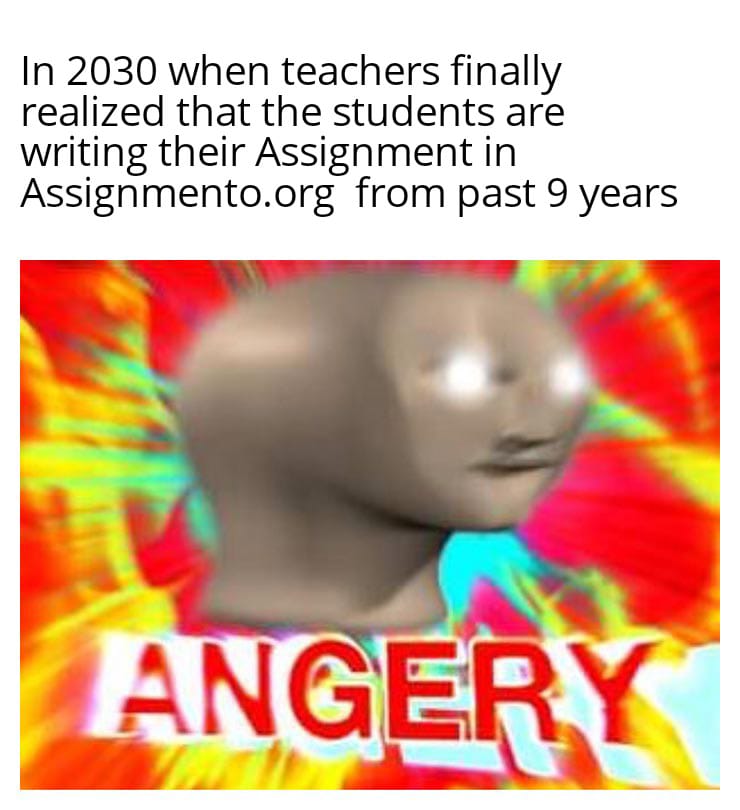 In 2030 when teachers finally
realized that the students are
writing their Assignment in
Assignmento.org from past 9 years
ANGERY